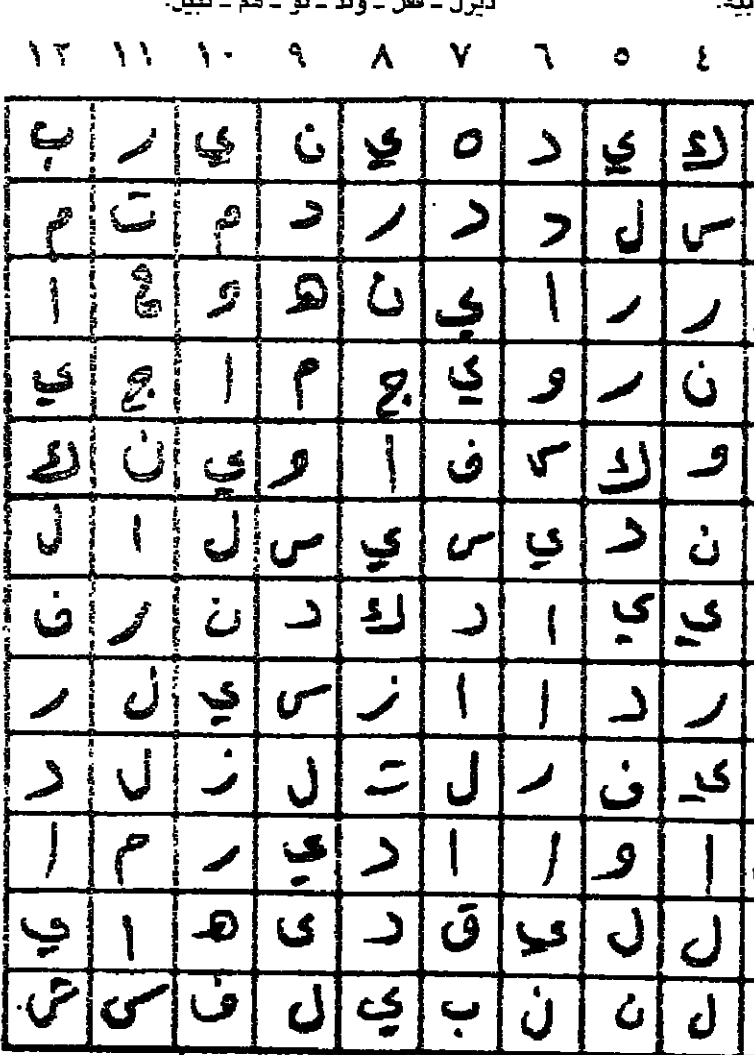 ٤ ٥ ٦ ٧ ٨ ٩ ١٠ ١١ ١٢
ك ي د ه ي ن ي ر ب
س ل د د ر د م ت م
ر ر ا ي ن ه و م ا
ن ر و ي ج م ا ج ي
و ك س ف ا و ي ن ك
ن د ي س ي س ل ا ل
ي ي ا د ك د ن ر ف
ر د ا ا ز س ي ل ر
ي ف ر ل ت ل ز ل د
ا و ا ا د ي ر م ا
ل ل ي ق د ى ه ا ي
ل ن ن ب ي ل ف س ش